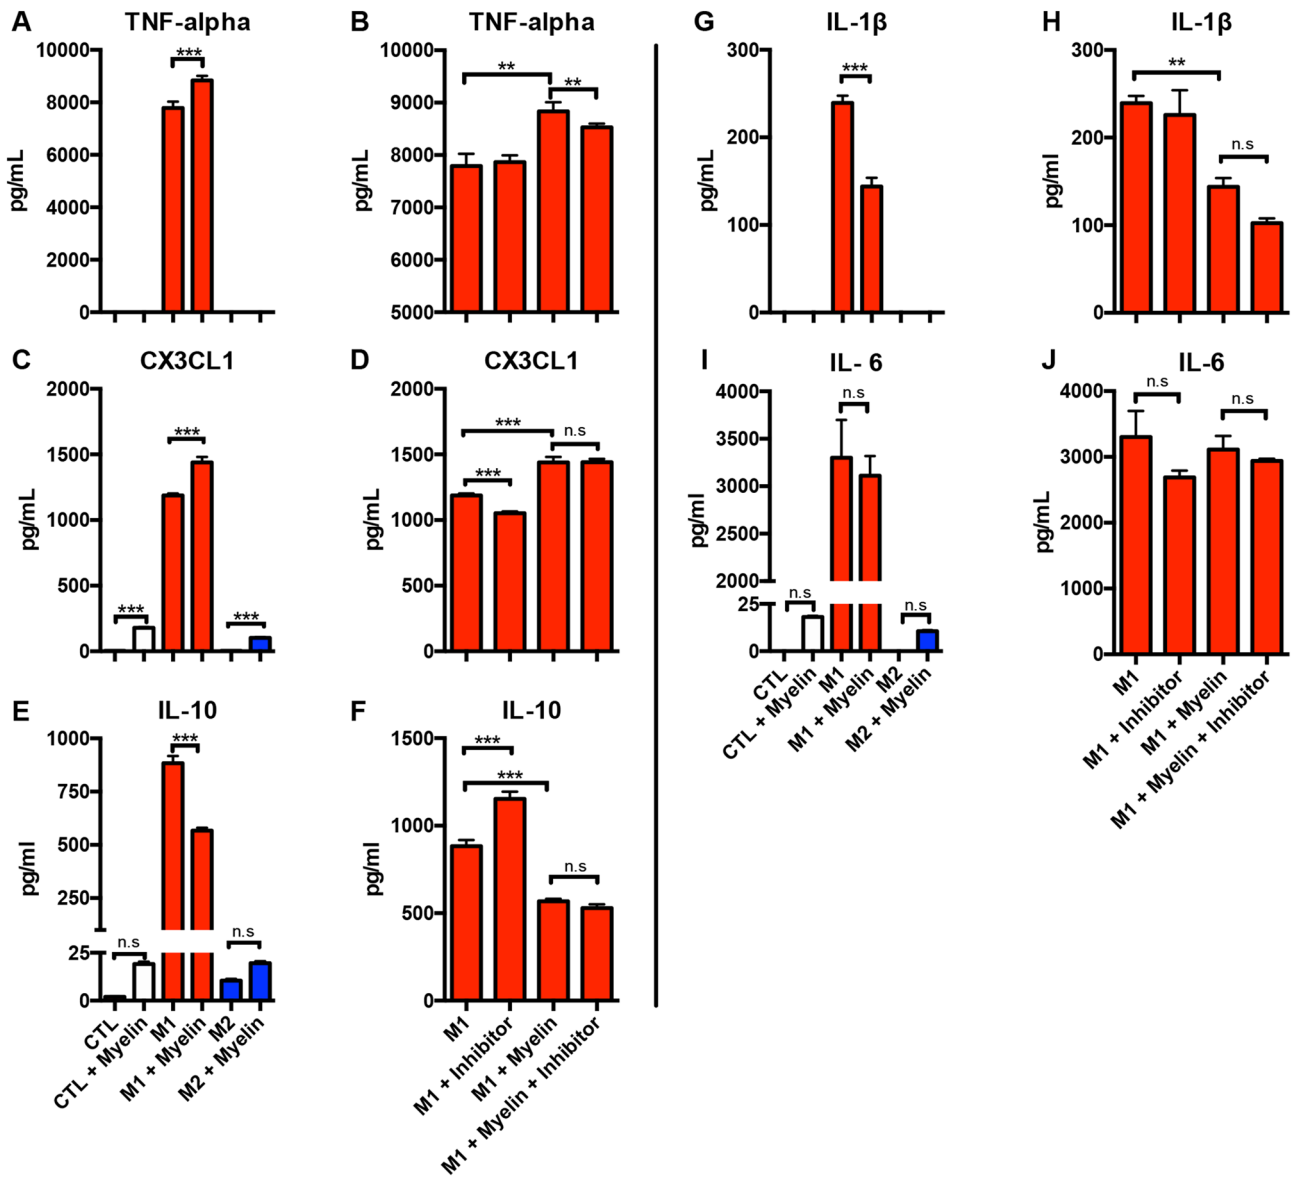 A TNF-alpha
10000
8000
6000
4000
2000
0
pg/mL
***
B TNF-alpha
10000
9000
8000
7000
6000
5000
pg/mL
**
**
C CX3CL1
2000
1500
1000
500
0
pg/mL
***
***
***
D CX3CL1
2000
1500
1000
500
0
pg/mL
***
n.s
***
E IL-10
1000
750
500
250
25
0
pg/ml
***
n.s
n.s
CTL
CTL + Myelin
M1
M1 + Myelin
M2
M2 + Myelin
F IL-10
1500
1000
500
0
pg/ml
***
***
n.s
M1
M1 + Inhibitor
M1 + Myelin
M1 + Myelin + Inhibitor
G IL-1β
300
200
100
0
pg/mL
***
H IL-1β
300
200
100
0
pg/ml
**
n.s
I IL- 6
4000
3500
3000
2500
2000
25
0
pg/ml
n.s
n.s
n.s
CTL
CTL + Myelin
M1
M1 + Myelin
M2
M2 + Myelin
J IL-6
4000
3000
2000
1000
0
pg/mL
n.s
n.s
M1
M1 + Inhibitor
M1 + Myelin
M1 + Myelin + Inhibitor